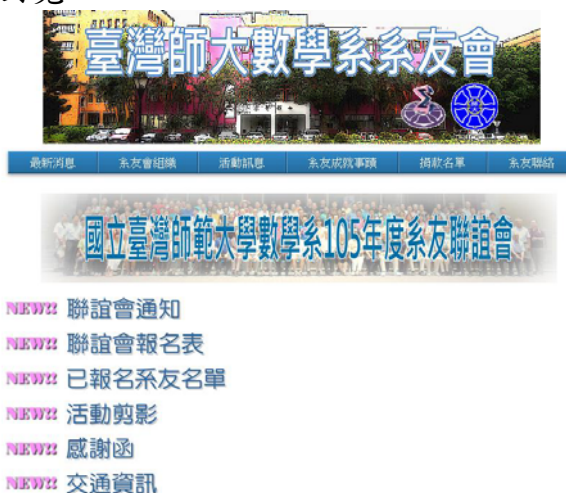 臺灣師大數學系系友會
最新消息 系友會組織 活動訊息 系友成就事蹟 捐款名單 系友聯絡
國立臺灣師範大學數學系105年度系友聯誼會
NEW!! 聯誼會通知
NEW!! 聯誼會報名表
NEW!! 已報名系友名單
NEW!! 活動剪影
NEW!! 感謝函
NEW!! 交通資訊